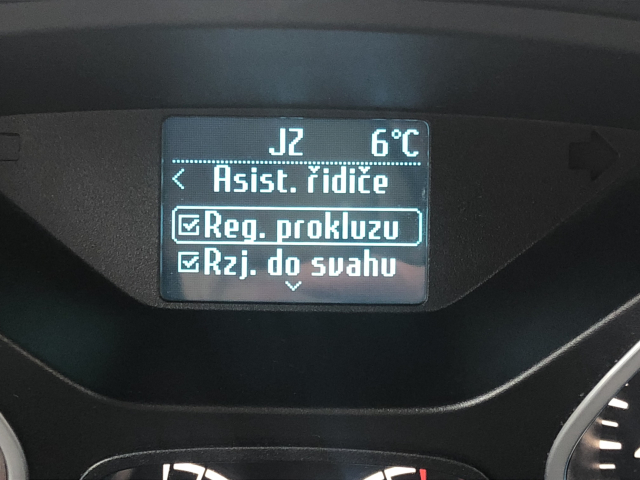 JZ 6°C
< Asist. řidiče
Reg. prokluzu
Rzj. do svahu